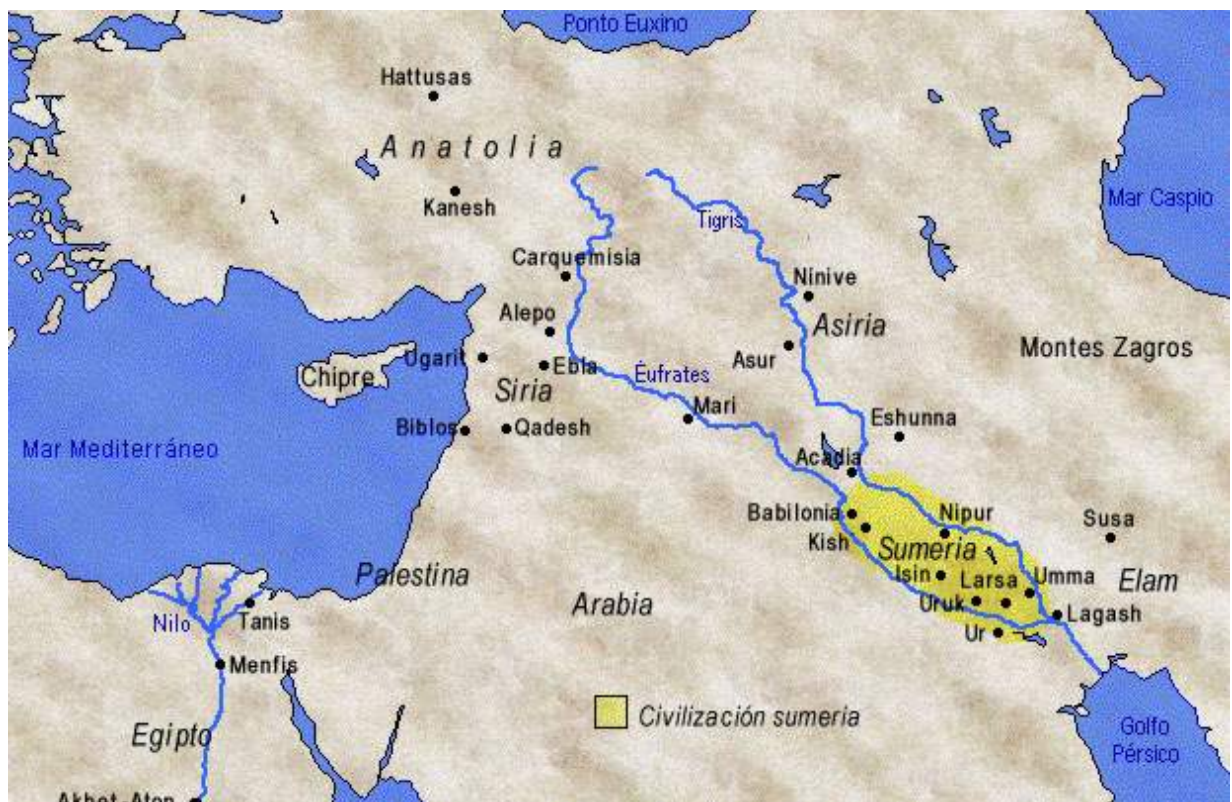 Ponto Euxino
Hattusas
Anatolia
Kanesh
Tigris
Mar Caspio
Carquemisia
Ninive
Alepo
Asiria
Ugarit
Ebla
Asur
Montes Zagros
Chipre
Siria
Éufrates
Mari
Eshunna
Biblos
Qadesh
Mar Mediterráneo
Acadia
Babilonia
Nipur
Susa
Kish
Sumeria
Palestina
Isin
Larsa
Umma
Elam
Arabia
Uruk
Lagash
Nilo
Tanis
Ur
Menfis
Civilización sumeria
Egipto
Golfo
Pérsico
Akhet-Aton